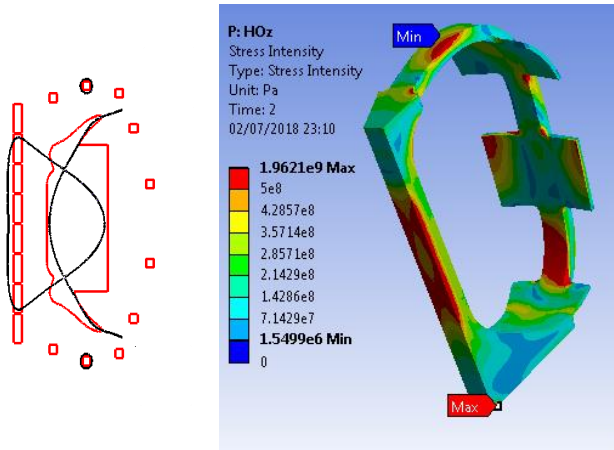 P: HOz
Stress Intensity
Type: Stress Intensity
Unit: Pa
Time: 2
02/07/2018 23:10
1.9621e9 Max
5e8
4.2857e8
3.5714e8
2.8571e8
2.1429e8
1.4286e8
7.1429e7
1.5499e6 Min
0
Min
Max